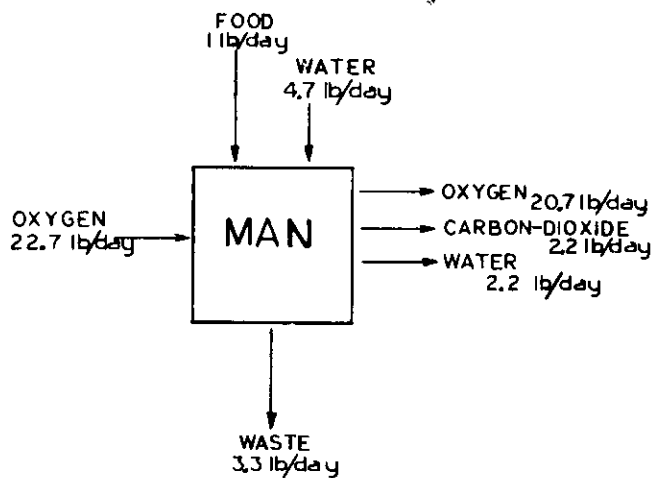 FOOD
1 lb/day
WATER
4.7 lb/day
OXYGEN
22.7 lb/day
MAN
OXYGEN 20.7 lb/day
CARBON-DIOXIDE
2.2 lb/day
WATER
2.2 lb/day
WASTE
3.3 lb/day